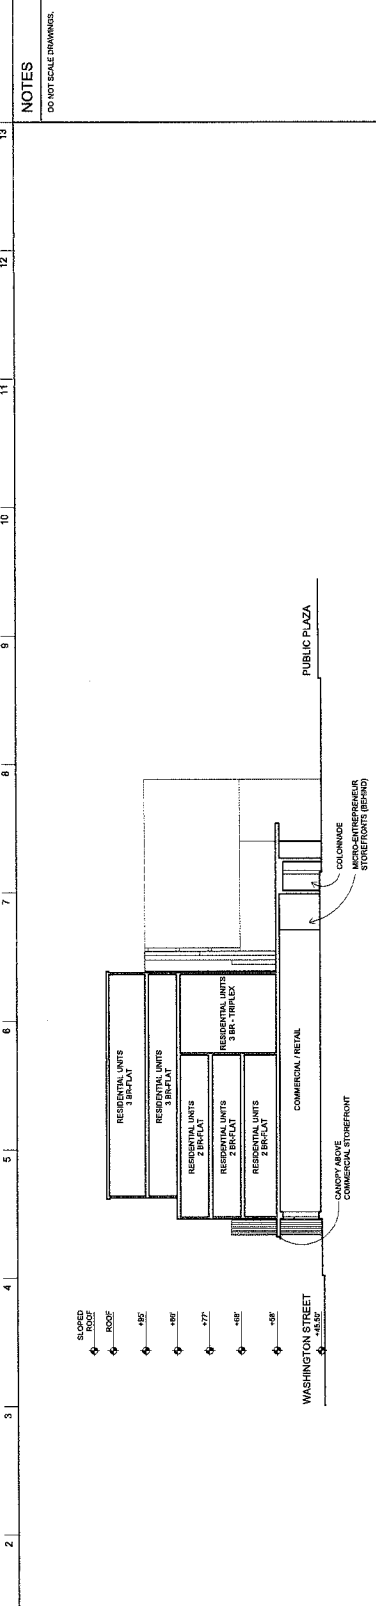 NOTES
DO NOT SCALE DRAWINGS.
2
3
4
5
6
7
8
9
10
11
12
13
SLOPED
ROOF
ROOF
+95'
+86'
+77'
+68'
+58'
WASHINGTON STREET
+45.50'
RESIDENTIAL UNITS
3 BR-FLAT
RESIDENTIAL UNITS
3 BR-FLAT
RESIDENTIAL UNITS
2 BR-FLAT
RESIDENTIAL UNITS
2 BR-FLAT
RESIDENTIAL UNITS
2 BR-FLAT
RESIDENTIAL UNITS
3 BR - TRIPLEX
COMMERCIAL / RETAIL
CANOPY ABOVE
COMMERCIAL STOREFRONT
COLONNADE
MICRO-ENTREPRENEUR
STOREFRONTS (BEHIND)
PUBLIC PLAZA